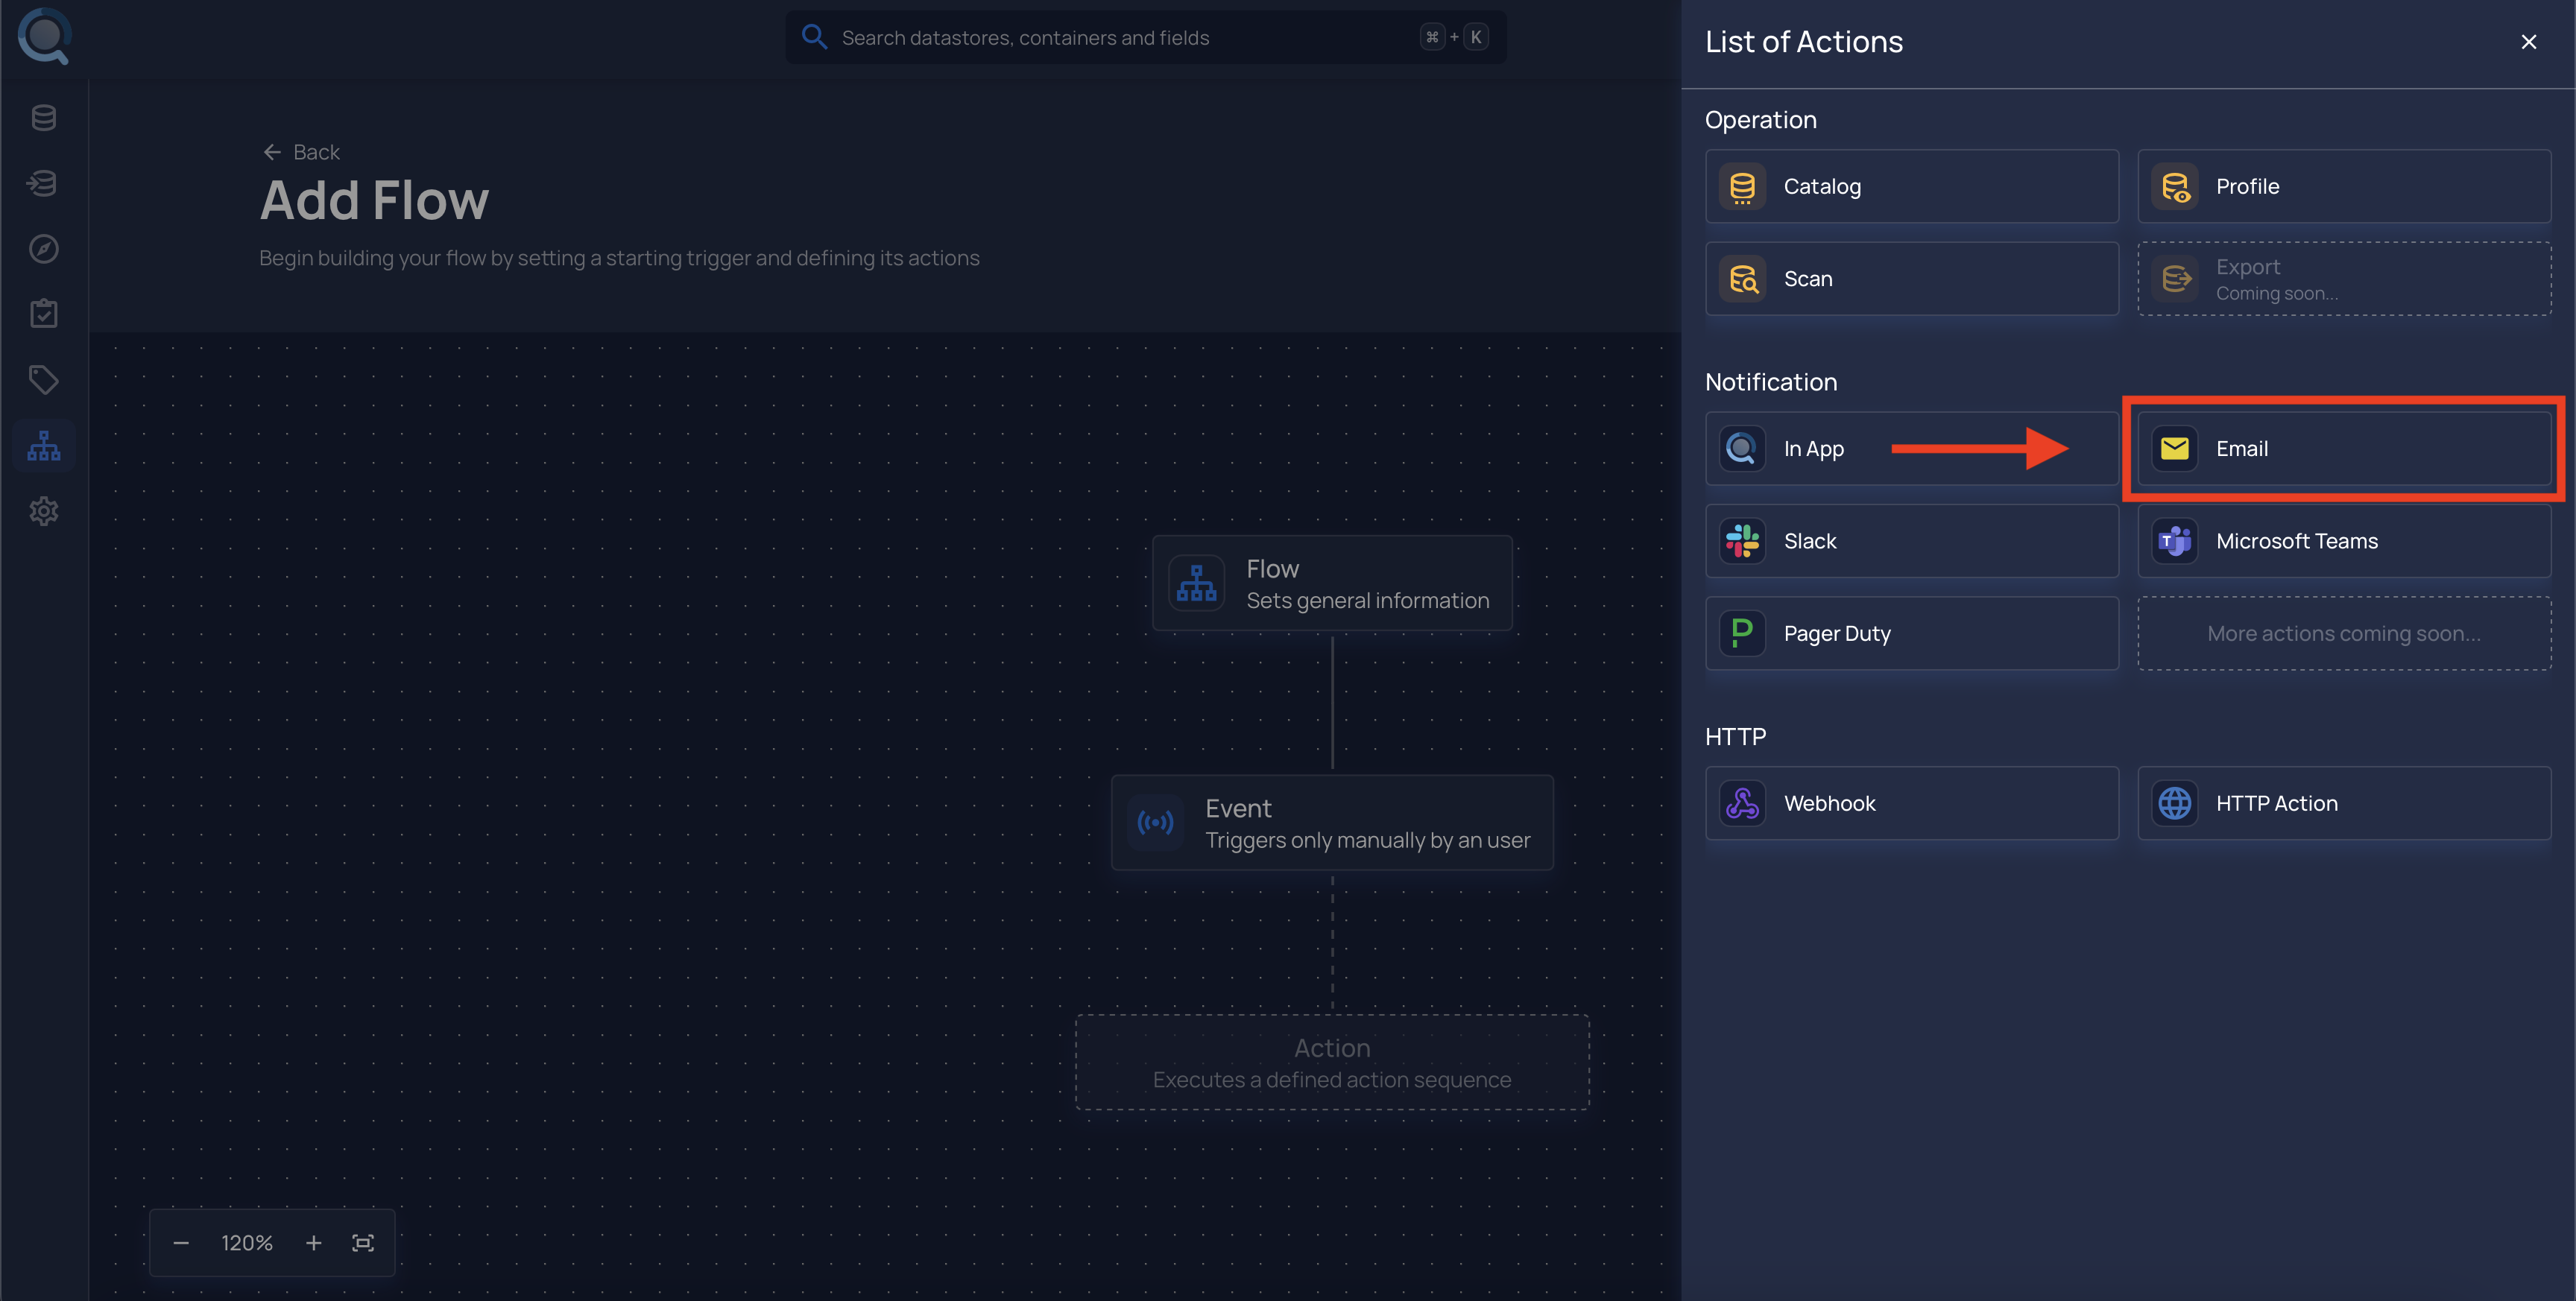 Search datastores, containers and fields
⌘ + K
Back
Add Flow
Begin building your flow by setting a starting trigger and defining its actions
Flow
Sets general information
Event
Triggers only manually by an user
Action
Executes a defined action sequence
120%
List of Actions
Operation
Catalog
Profile
Scan
Export
Coming soon...
Notification
In App
Email
Slack
Microsoft Teams
Pager Duty
More actions coming soon...
HTTP
Webhook
HTTP Action